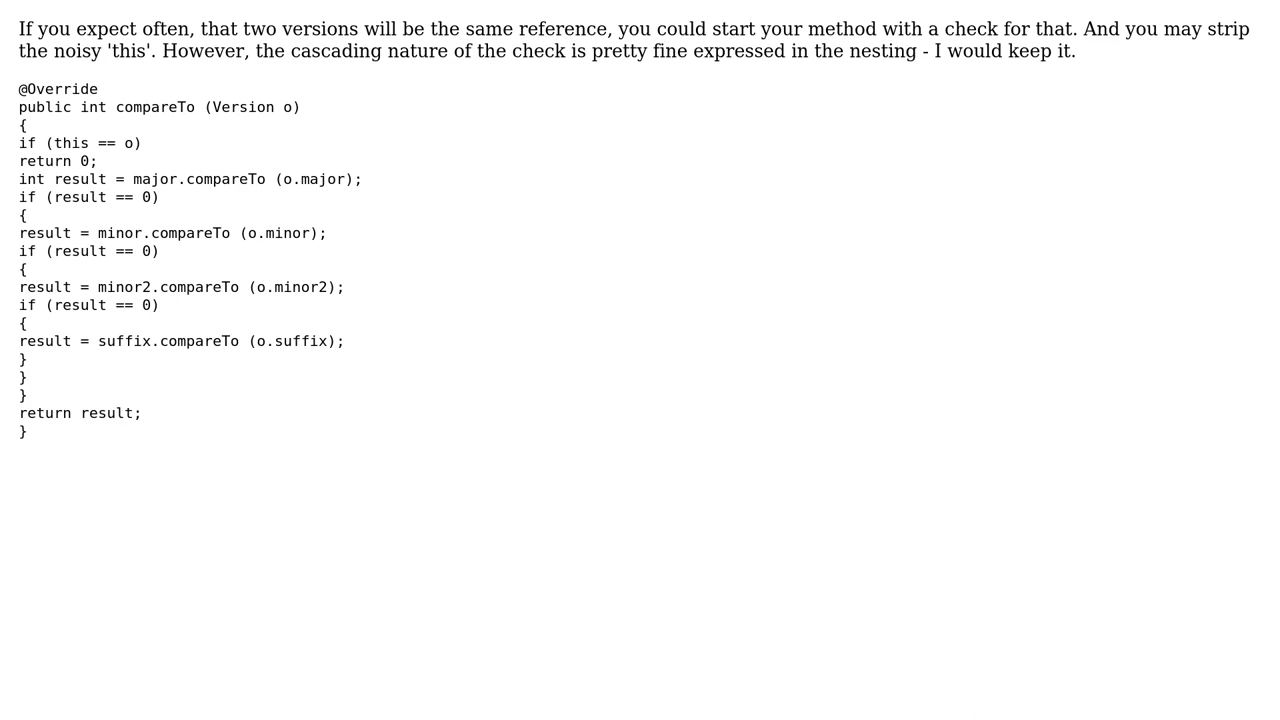 If you expect often, that two versions will be the same reference, you could start your method with a check for that. And you may strip
the noisy 'this'. However, the cascading nature of the check is pretty fine expressed in the nesting - I would keep it.
@Override
public int compareTo (Version o)
{
if (this == o)
return 0;
int result = major.compareTo (o.major);
if (result == 0)
{
result = minor.compareTo (o.minor);
if (result == 0)
{
result = minor2.compareTo (o.minor2);
if (result == 0)
{
result = suffix.compareTo (o.suffix);
}
}
}
return result;
}